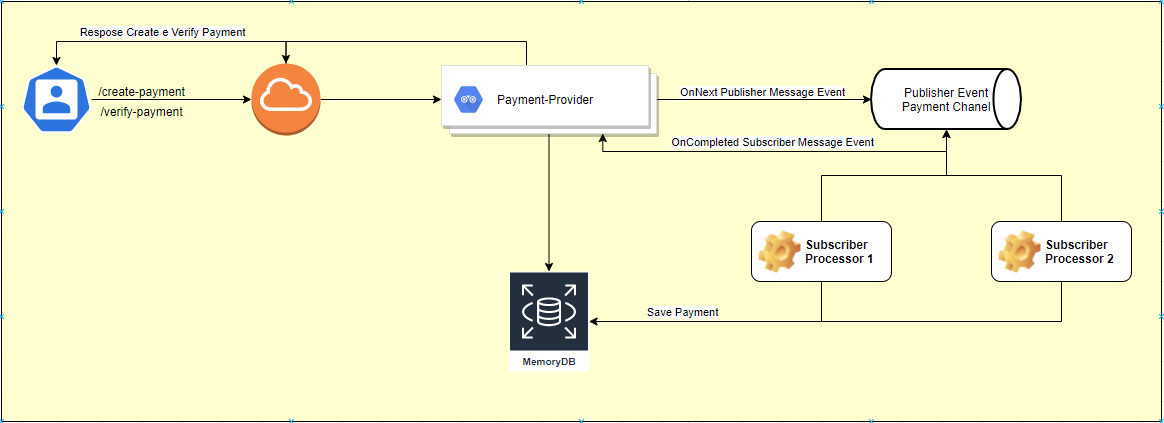 Respose Create e Verify Payment
/create-payment
/verify-payment
Payment-Provider
OnNext Publisher Message Event
Publisher Event
Payment Chanel
OnCompleted Subscriber Message Event
Subscriber
Processor 1
Subscriber
Processor 2
Save Payment
MemoryDB